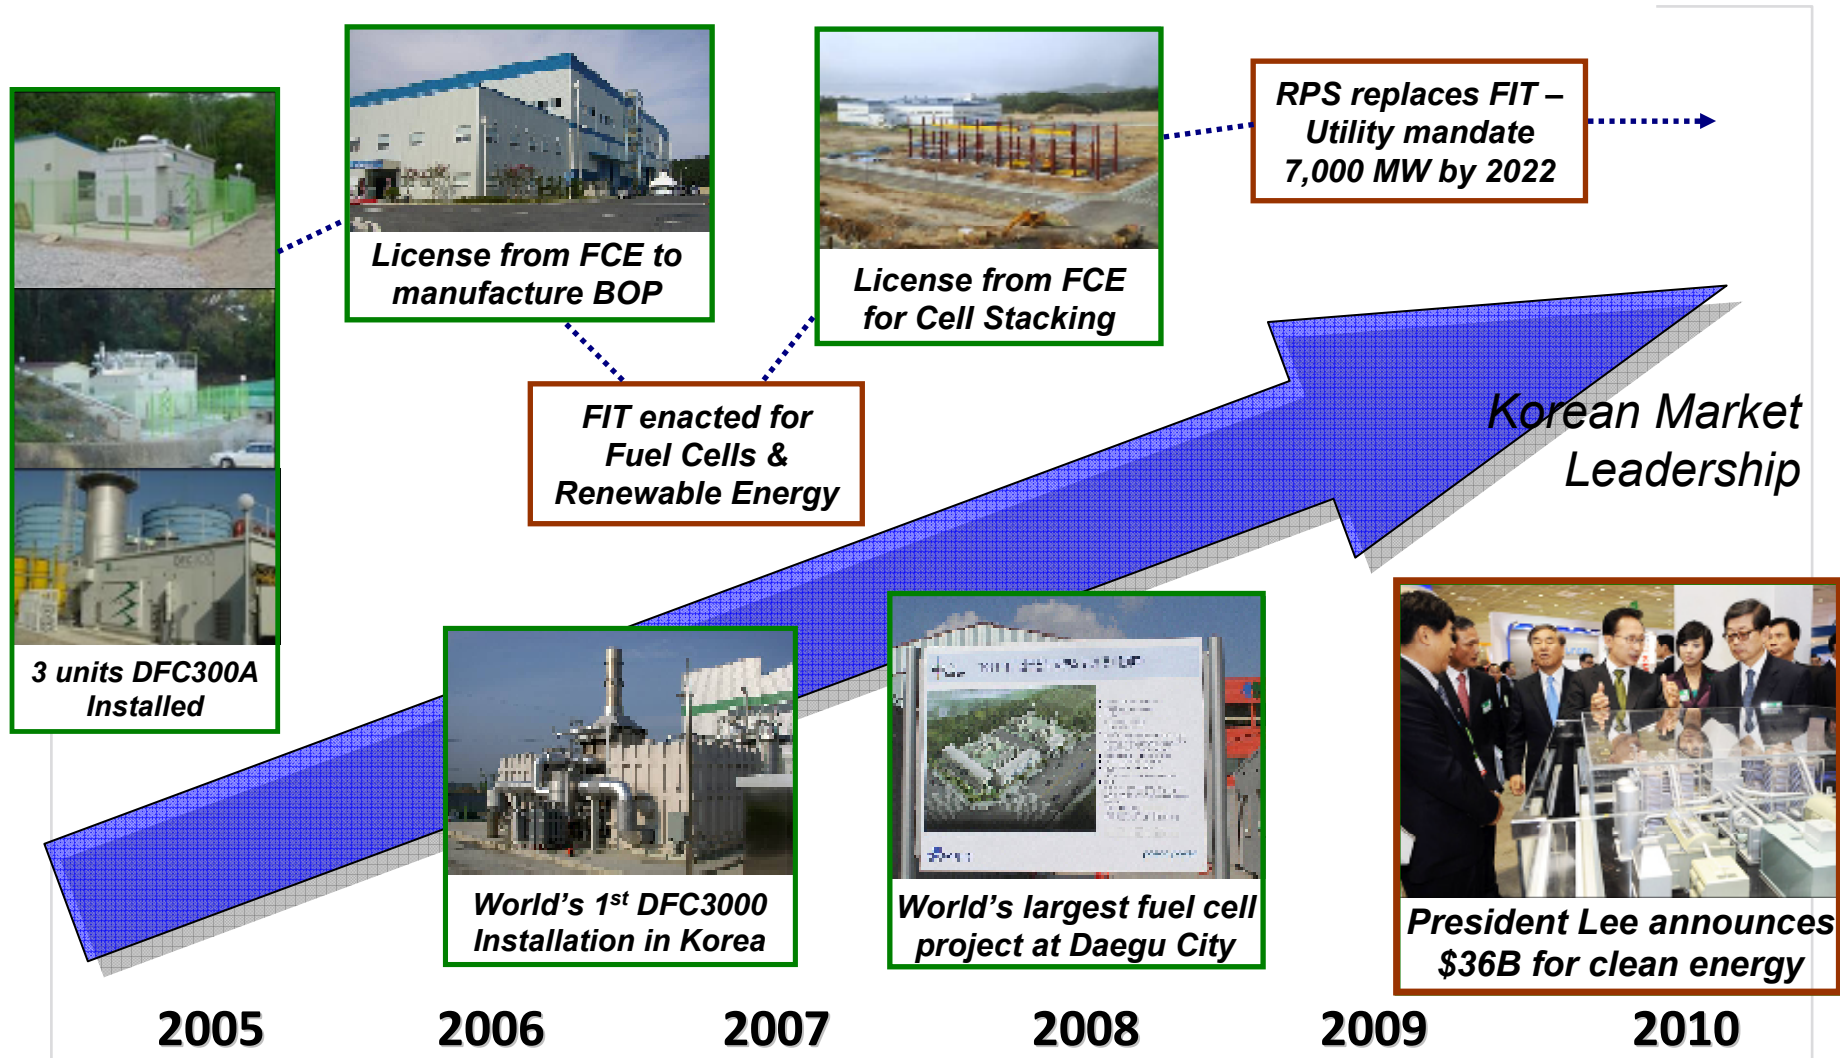 3 units DFC300A
Installed
License from FCE to
manufacture BOP
FIT enacted for
Fuel Cells &
Renewable Energy
License from FCE
for Cell Stacking
RPS replaces FIT –
Utility mandate
7,000 MW by 2022
Korean Market
Leadership
World's 1st DFC3000
Installation in Korea
World's largest fuel cell
project at Daegu City
President Lee announces
$36B for clean energy
2005
2006
2007
2008
2009
2010